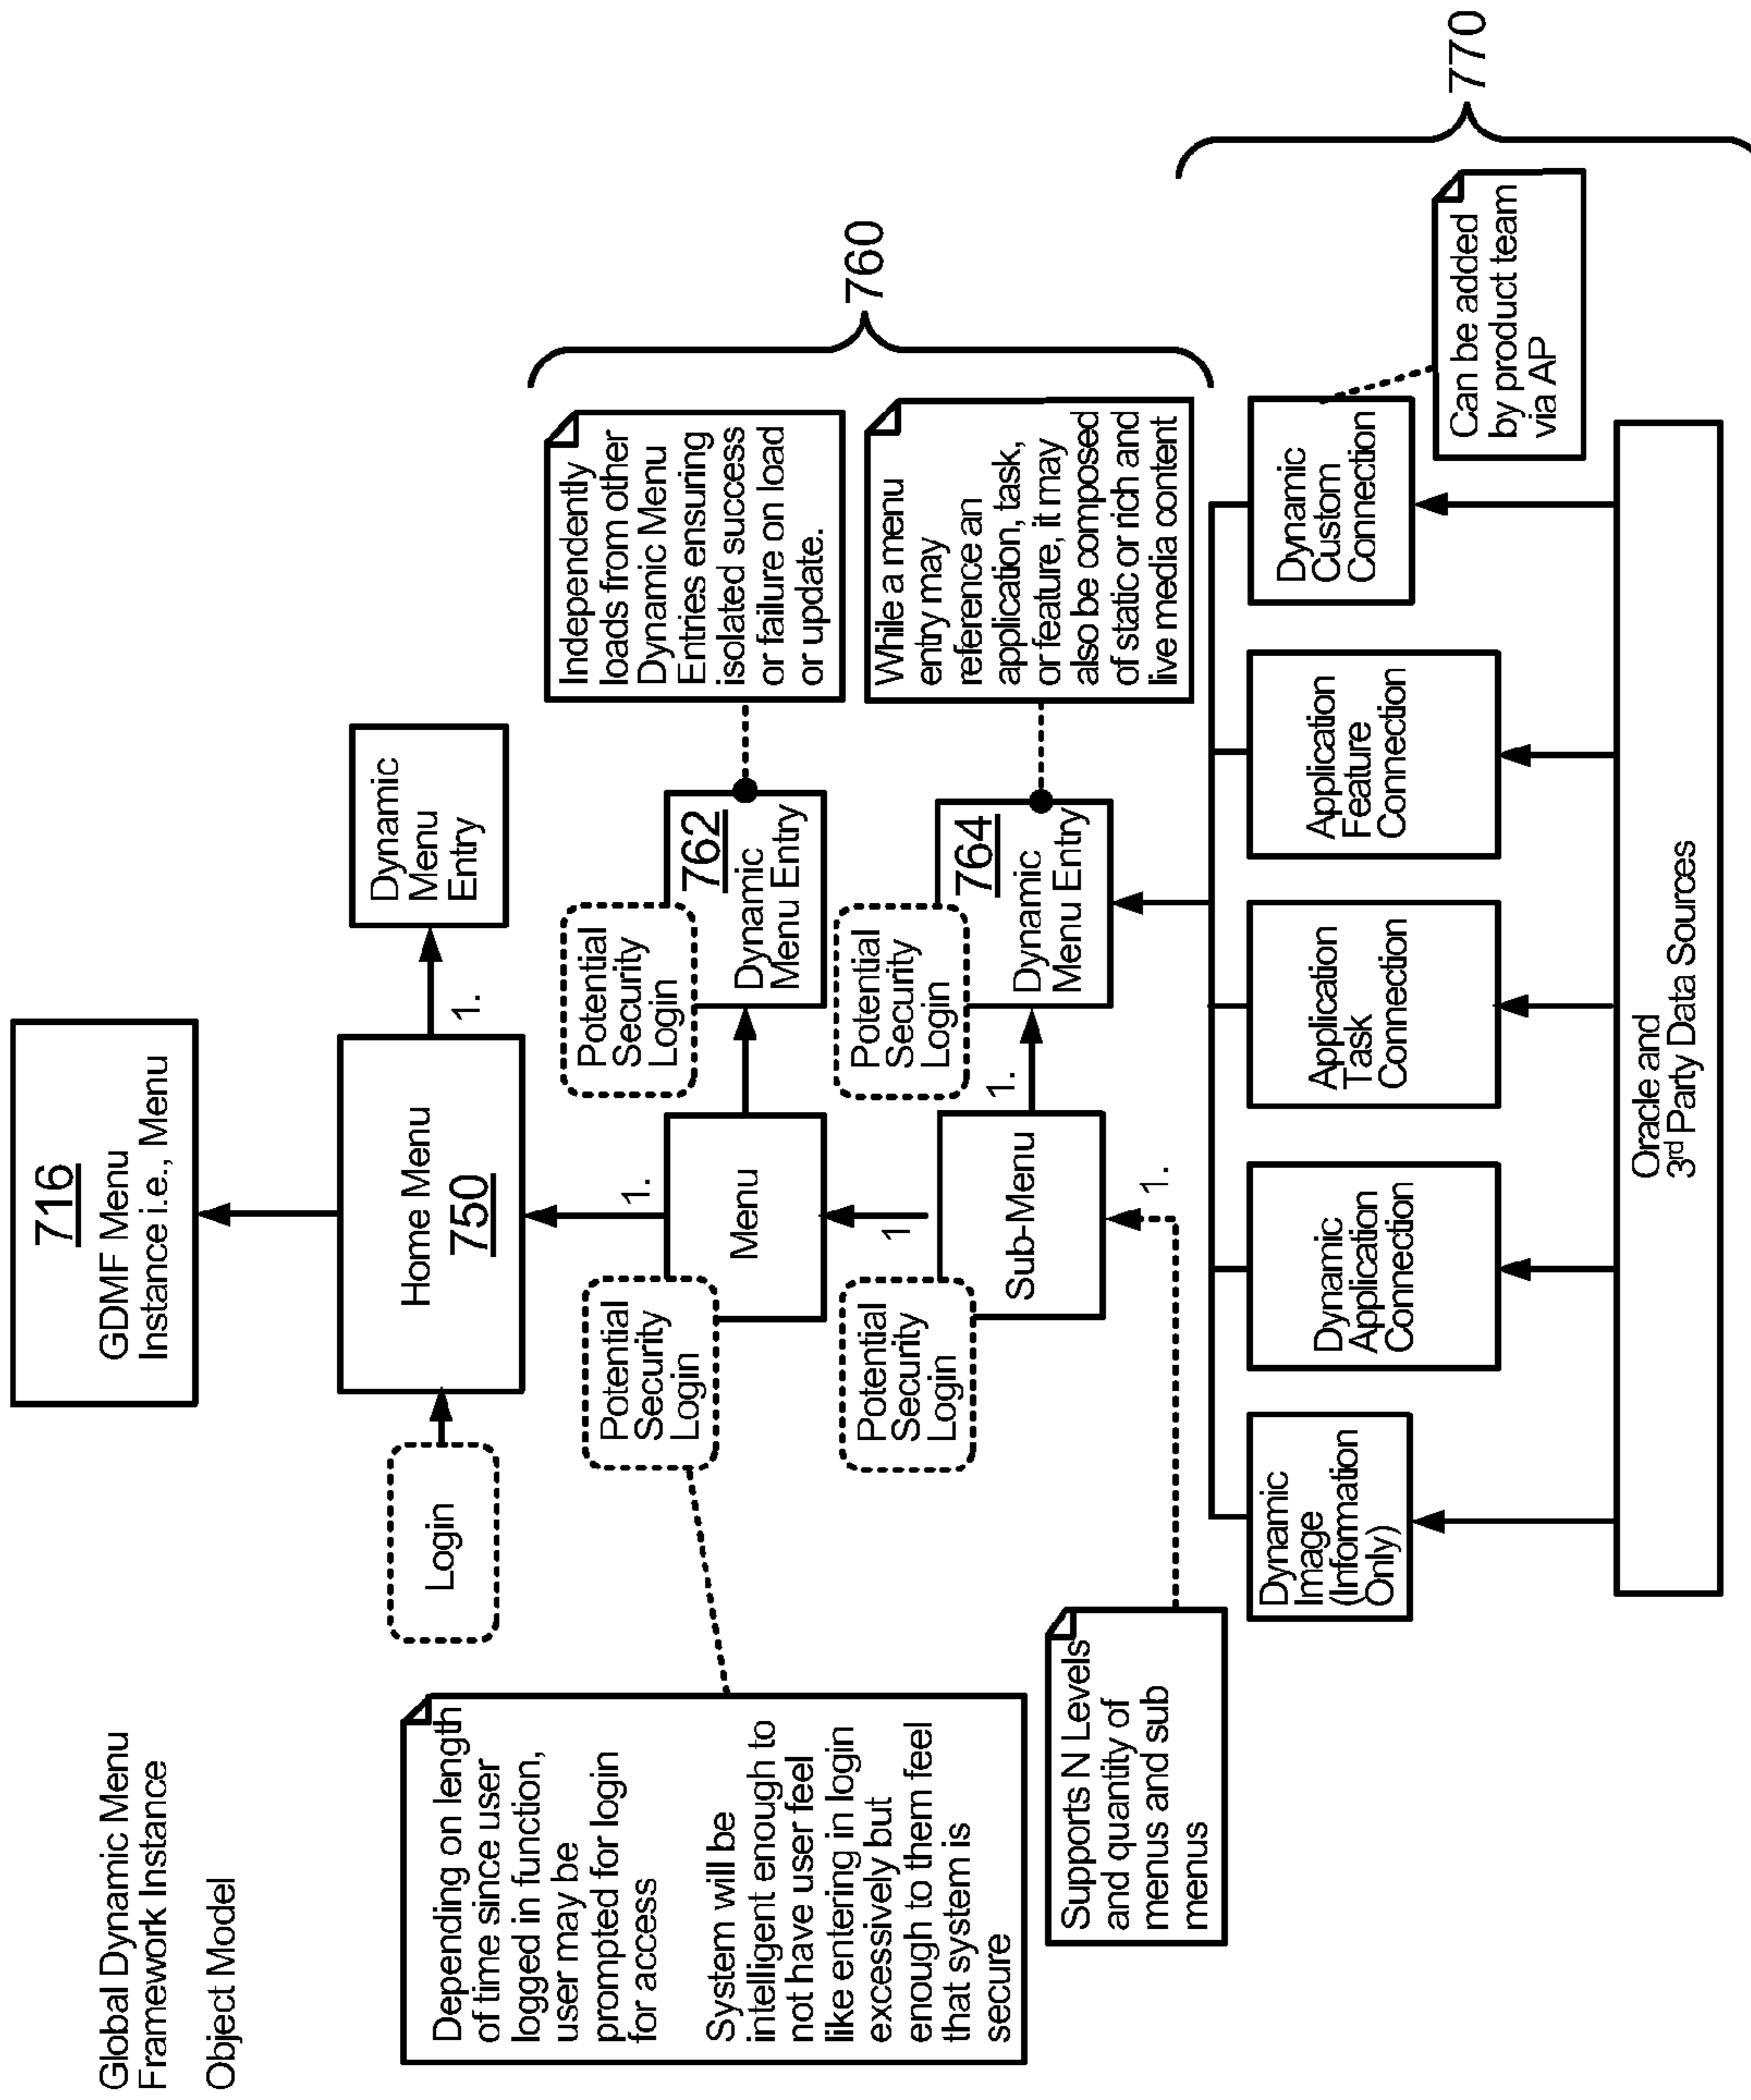 Global Dynamic Menu
Framework Instance
Object Model
716
GDMF Menu
Instance i.e., Menu
Login
Home Menu
750
1.
Dynamic
Menu
Entry
Depending on length
of time since user
logged in function,
user may be
prompted for login
for access
System will be
intelligent enough to
not have user feel
like entering in login
excessively but
enough to them feel
that system is
secure
Potential
Security
Login
1.
Menu
Potential
Security
Login
762
Dynamic
Menu Entry
Independently
loads from other
Dynamic Menu
Entries ensuring
isolated success
or failure on load
or update.
760
Potential
Security
Login
1
Sub-Menu
1.
Potential
Security
Login
764
Dynamic
Menu Entry
While a menu
entry may
reference an
application, task,
or feature, it may
also be composed
of static or rich and
live media content
Supports N Levels
and quantity of
menus and sub
menus
1.
Dynamic
Image
(Information
Only)
Dynamic
Application
Connection
Application
Task
Connection
Application
Feature
Connection
Dynamic
Custom
Connection
Can be added
by product team
via AP
770
Oracle and
3rd Party Data Sources